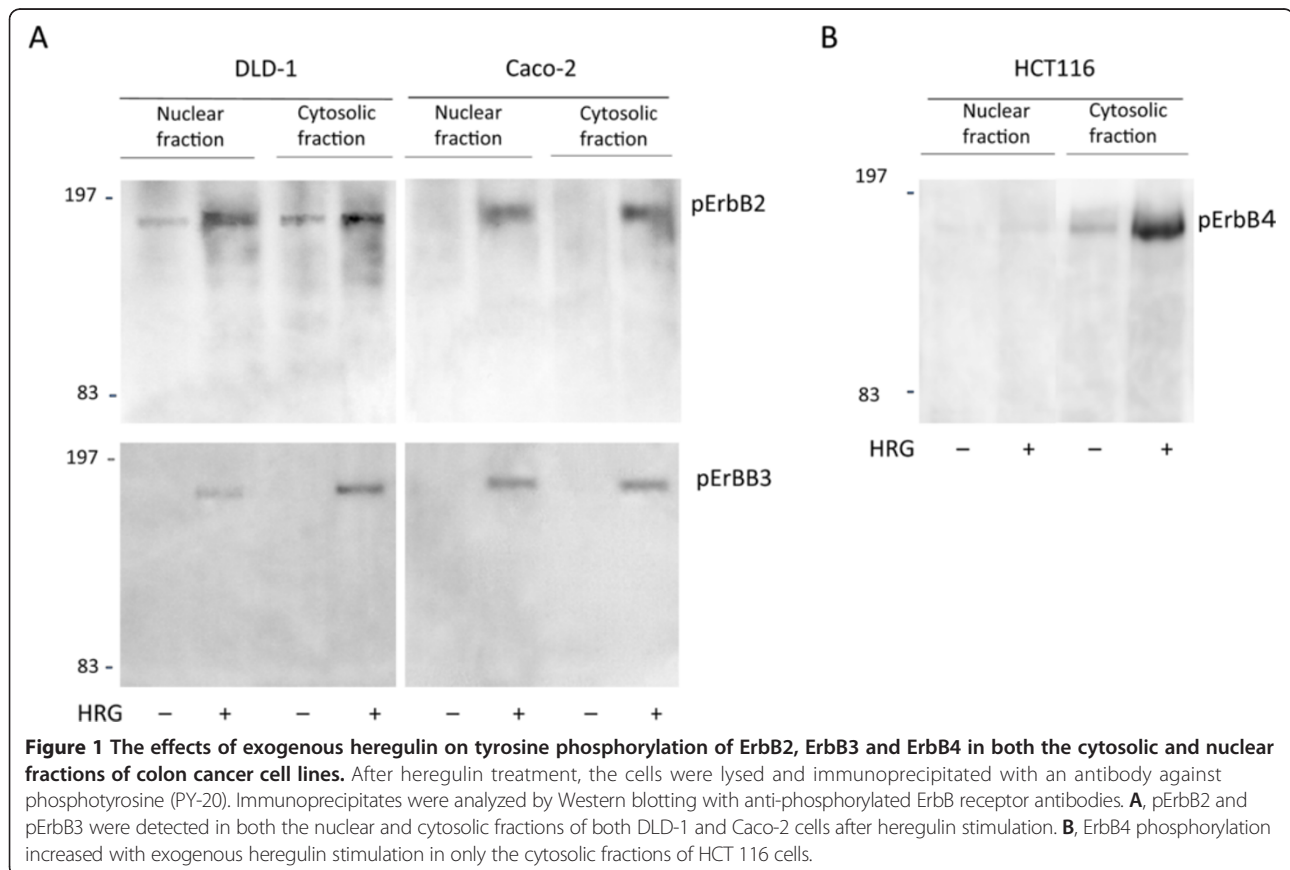 A
B
DLD-1
Caco-2
HCT116
Nuclear
fraction
Cytosolic
fraction
Nuclear
fraction
Cytosolic
fraction
Nuclear
fraction
Cytosolic
fraction
197 -
pErbB2
83 -
197 -
pErBB3
83 -
HRG – + – + – + – +
197 -
pErbB4
83 -
HRG – + – +
Figure 1 The effects of exogenous heregulin on tyrosine phosphorylation of ErbB2, ErbB3 and ErbB4 in both the cytosolic and nuclear
fractions of colon cancer cell lines. After heregulin treatment, the cells were lysed and immunoprecipitated with an antibody against
phosphotyrosine (PY-20). Immunoprecipitates were analyzed by Western blotting with anti-phosphorylated ErbB receptor antibodies. A, pErbB2 and
pErbB3 were detected in both the nuclear and cytosolic fractions of both DLD-1 and Caco-2 cells after heregulin stimulation. B, ErbB4 phosphorylation
increased with exogenous heregulin stimulation in only the cytosolic fractions of HCT 116 cells.